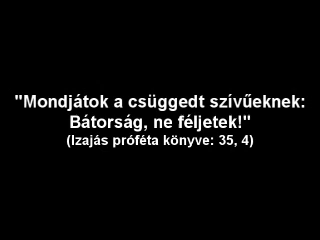 "Mondjátok a csüggedt szívűeknek:
Bátorság, ne féljetek!"
(Izajás próféta könyve: 35, 4)